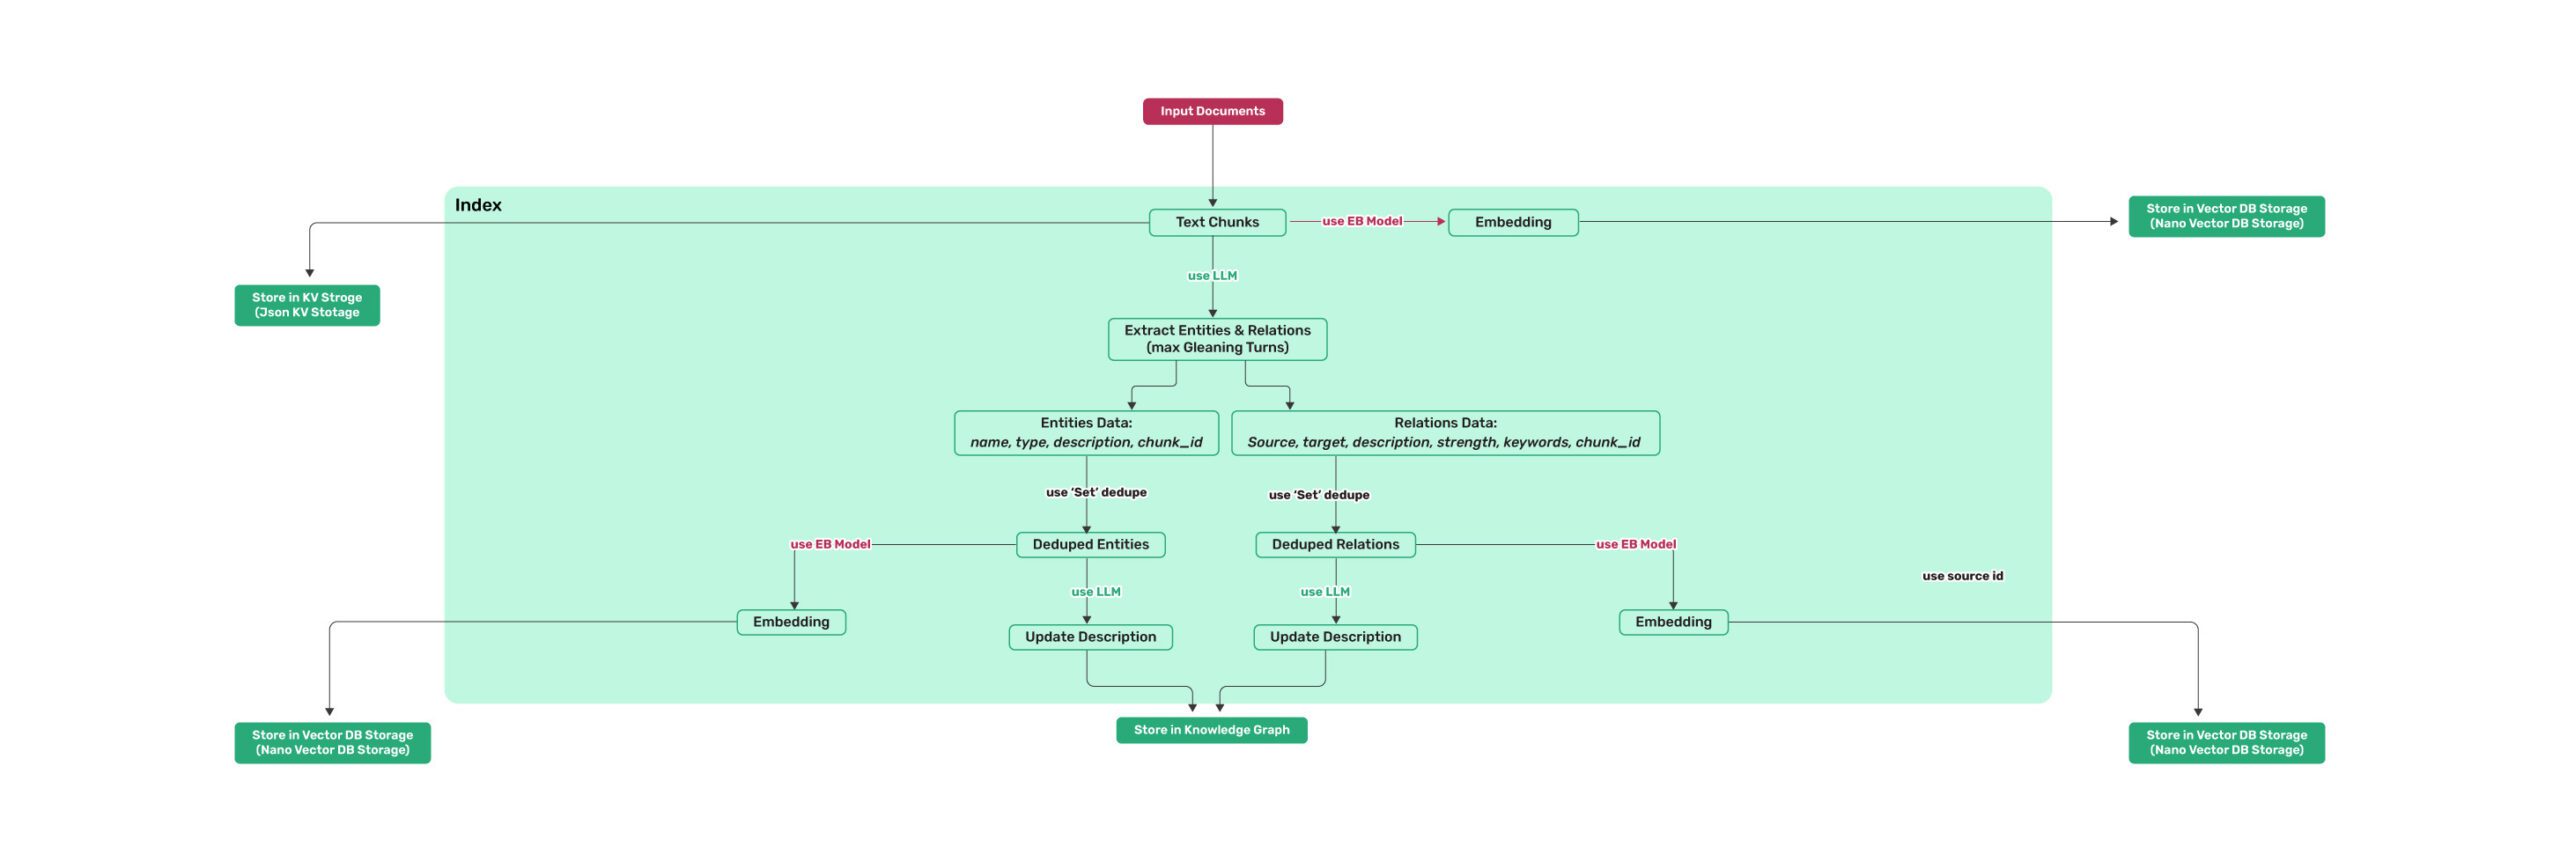 Input Documents
Index
Text Chunks
use EB Model
Embedding
Store in Vector DB Storage
(Nano Vector DB Storage)
use LLM
Store in KV Stroge
(Json KV Stotage
Extract Entities & Relations
(max Gleaning Turns)
Entities Data:
name, type, description, chunk_id
Relations Data:
Source, target, description, strength, keywords, chunk_id
use ‘Set’ dedupe
use ‘Set’ dedupe
use EB Model
Deduped Entities
Deduped Relations
use EB Model
use source id
use LLM
use LLM
Embedding
Update Description
Update Description
Embedding
Store in Vector DB Storage
(Nano Vector DB Storage)
Store in Knowledge Graph
Store in Vector DB Storage
(Nano Vector DB Storage)